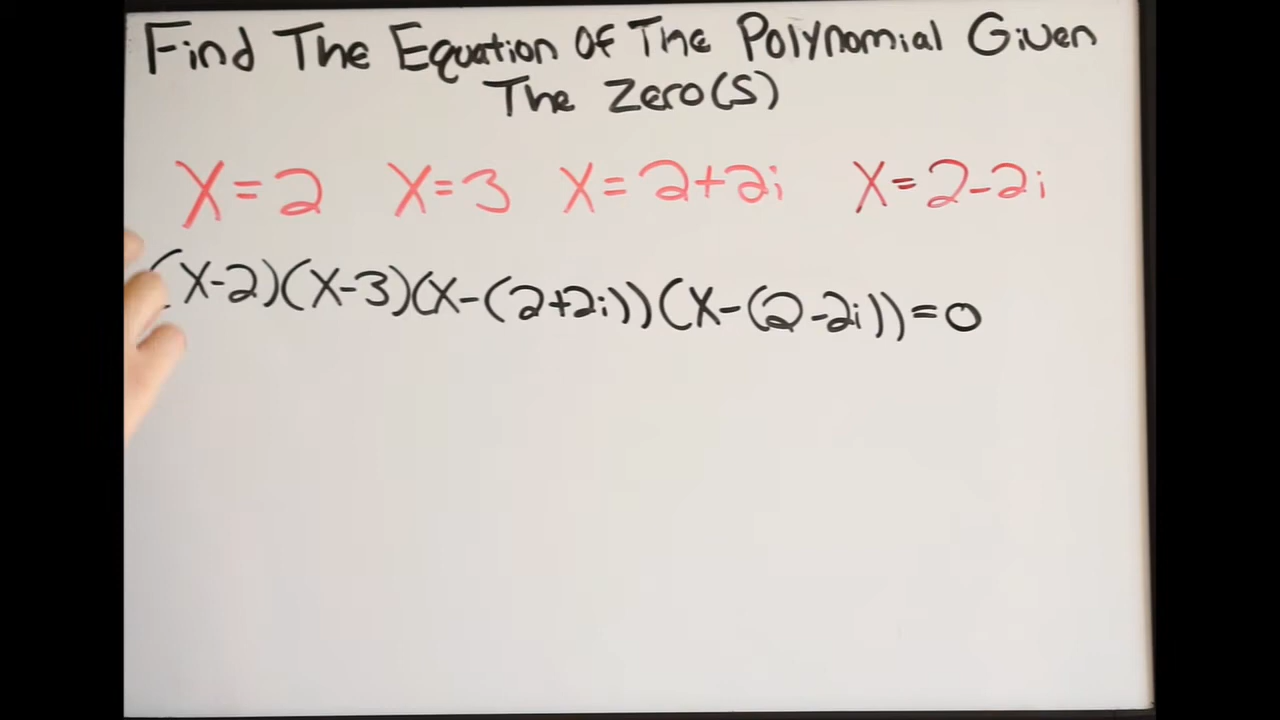 Find The Equation Of The Polynomial Given
The Zero(s)
X=2 X=3 X=2+2i X=2-2i
(X-2)(X-3)(X-(2+2i))(X-(2-2i))=0